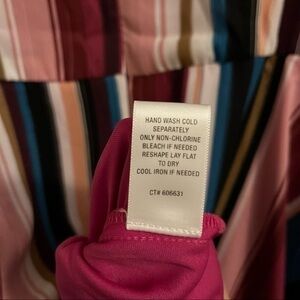 HAND WASH COLD
SEPARATELY
ONLY NON-CHLORINE
BLEACH IF NEEDED
RESHAPE LAY FLAT
TO DRY
COOL IRON IF NEEDED
CT# 606631